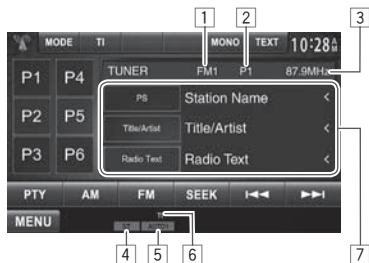 1 2 3
MODE TI MONO TEXT 10:28
TUNER FM1 P1 87.9MHz
P1 P4
P2 P5
P3 P6
PS Station Name <
Title/Artist Title/Artist <
Radio Text Radio Text <
PTY AM FM SEEK
MENU
ST AUTO1
4 5 6 7